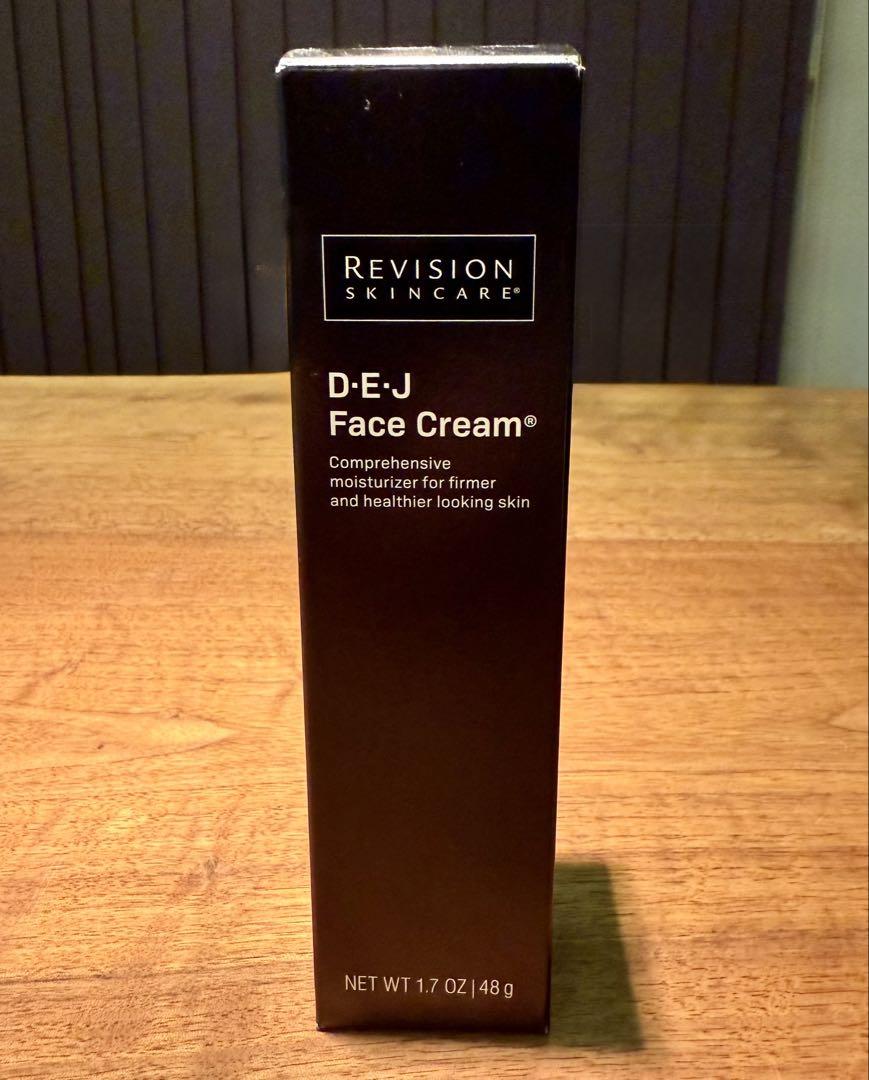 REVISION
SKINCARE®
D·E·J
Face Cream®
Comprehensive
moisturizer for firmer
and healthier looking skin
NET WT 1.7 OZ | 48 g